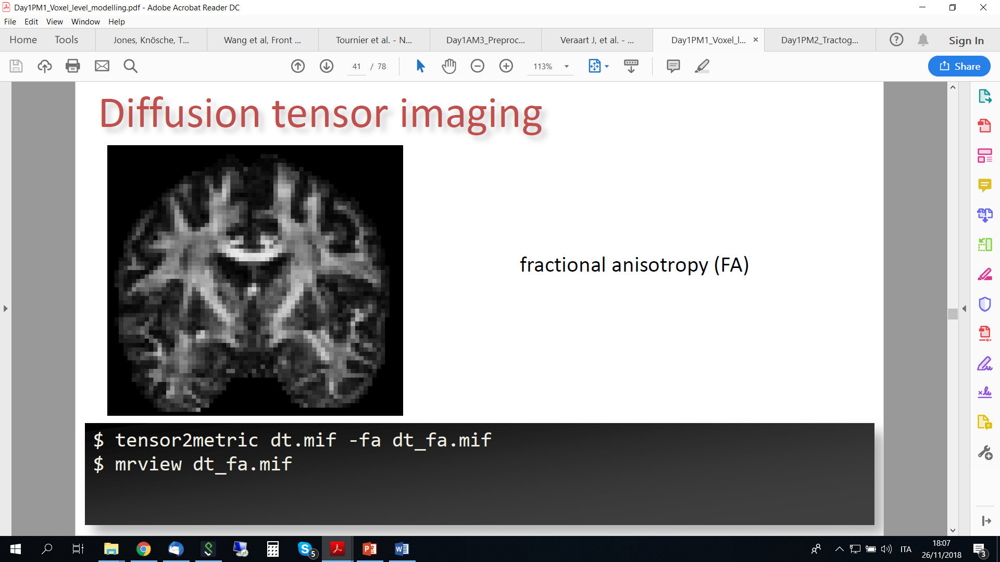 Day1PM1_Voxel_level_modelling.pdf - Adobe Acrobat Reader DC
File Edit View Window Help
Home Tools Jones, Knösche, T... Wang et al, Front ... Tournier et al. - N... Day1AM3_Preproc... Veraart J, et al. - ... Day1PM1_Voxel_l... Day1PM2_Tractog... Sign In
41 / 78 113% Share
Diffusion tensor imaging
fractional anisotropy (FA)
$ tensor2metric dt.mif -fa dt_fa.mif
$ mrview dt_fa.mif
5 ITA 18:07
26/11/2018 3